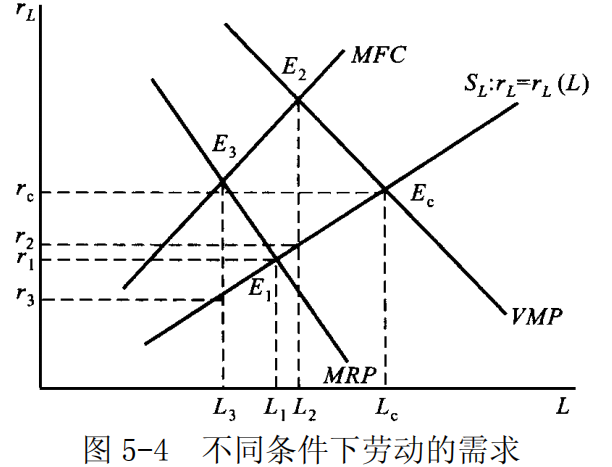 r_L
MFC
E_2
S_L:r_L=r_L(L)
E_3
r_c
E_c
r_2
r_1
E_1
r_3
VMP
MRP
L_3 L_1 L_2 L_c L
图 5-4 不同条件下劳动的需求